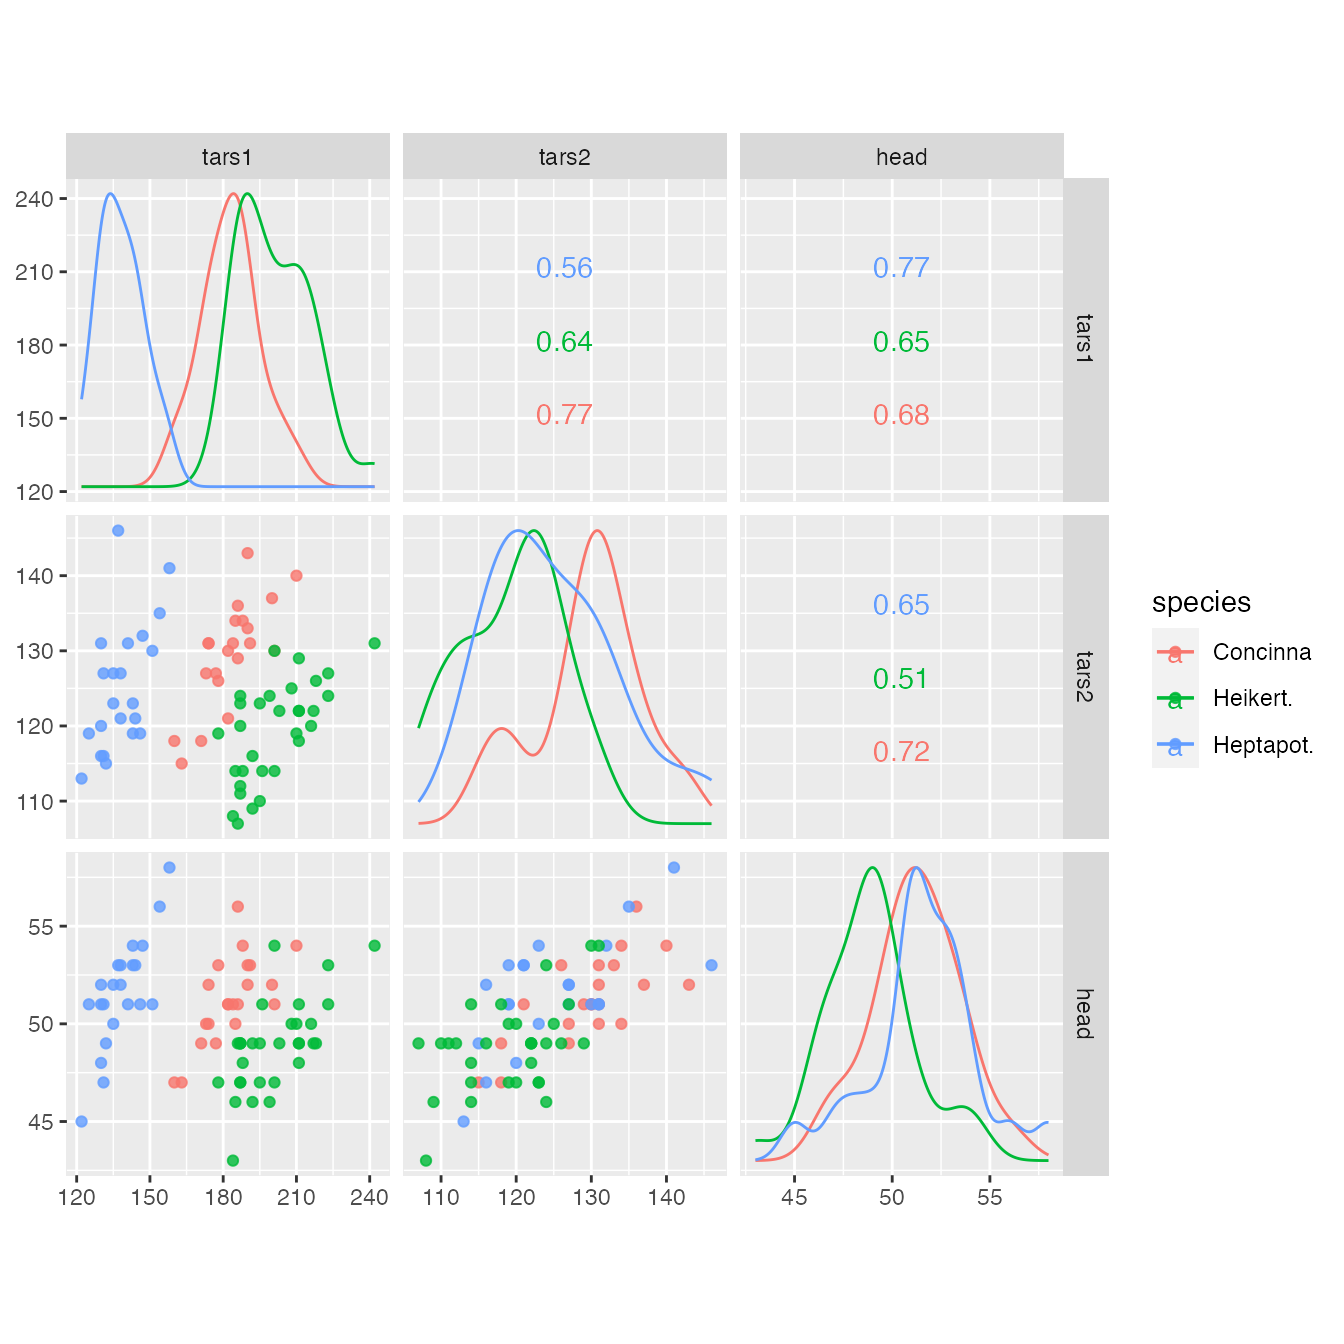 tars1 tars2 head
240
210
180
150
120
0.56
0.64
0.77
0.77
0.65
0.68
tars1
140
130
120
110
0.65
0.51
0.72
tars2
55
50
45
head
120 150 180 210 240 110 120 130 140 45 50 55
species
a Concinna
a Heikert.
a Heptapot.